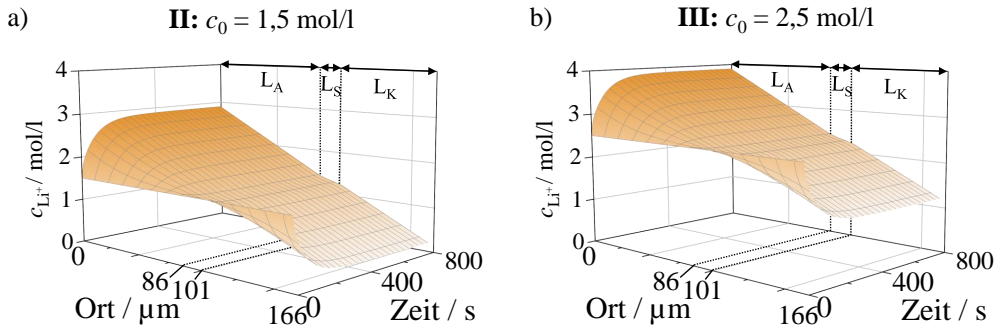 a)
II: c0 = 1,5 mol/l
4
3
2
1
0
cLi+ / mol/l
LA
LS
LK
0
86
101
166
Ort / µm
0
400
800
Zeit / s
b)
III: c0 = 2,5 mol/l
4
3
2
1
0
cLi+ / mol/l
LA
LS
LK
0
86
101
166
Ort / µm
0
400
800
Zeit / s